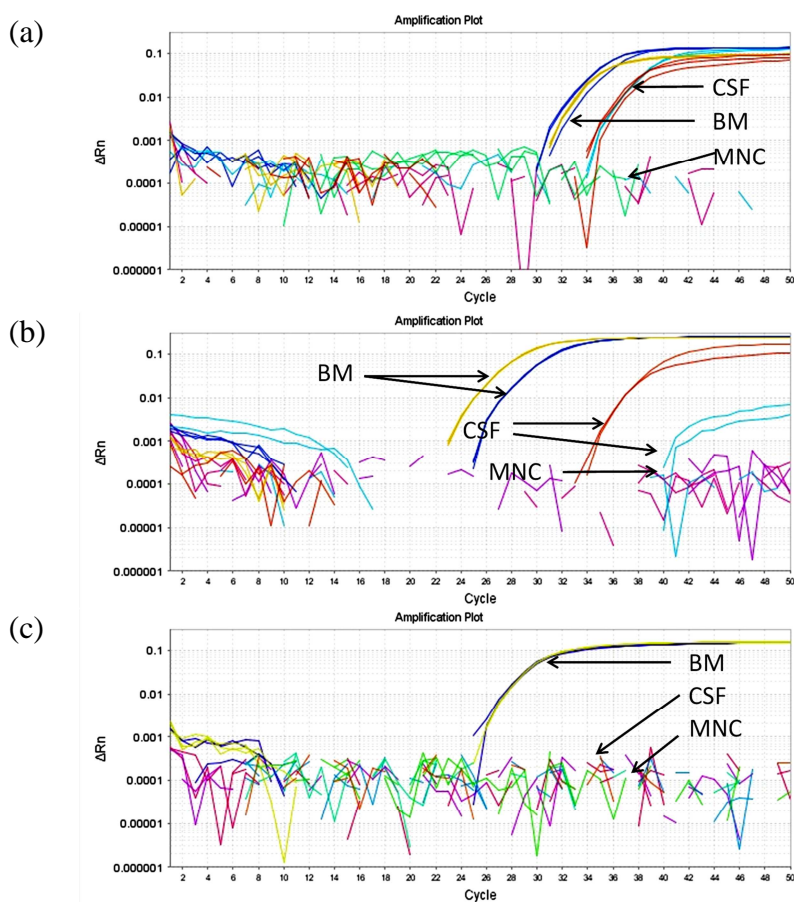 (a)
Amplification Plot
ΔRn
0.1
0.01
0.001
0.0001
0.00001
0.000001
CSF
BM
MNC
2 4 6 8 10 12 14 16 18 20 22 24 26 28 30 32 34 36 38 40 42 44 46 48 50
Cycle
(b)
Amplification Plot
ΔRn
0.1
0.01
0.001
0.0001
0.00001
0.000001
BM
CSF
MNC
2 4 6 8 10 12 14 16 18 20 22 24 26 28 30 32 34 36 38 40 42 44 46 48 50
Cycle
(c)
Amplification Plot
ΔRn
0.1
0.01
0.001
0.0001
0.00001
0.000001
BM
CSF
MNC
2 4 6 8 10 12 14 16 18 20 22 24 26 28 30 32 34 36 38 40 42 44 46 48 50
Cycle